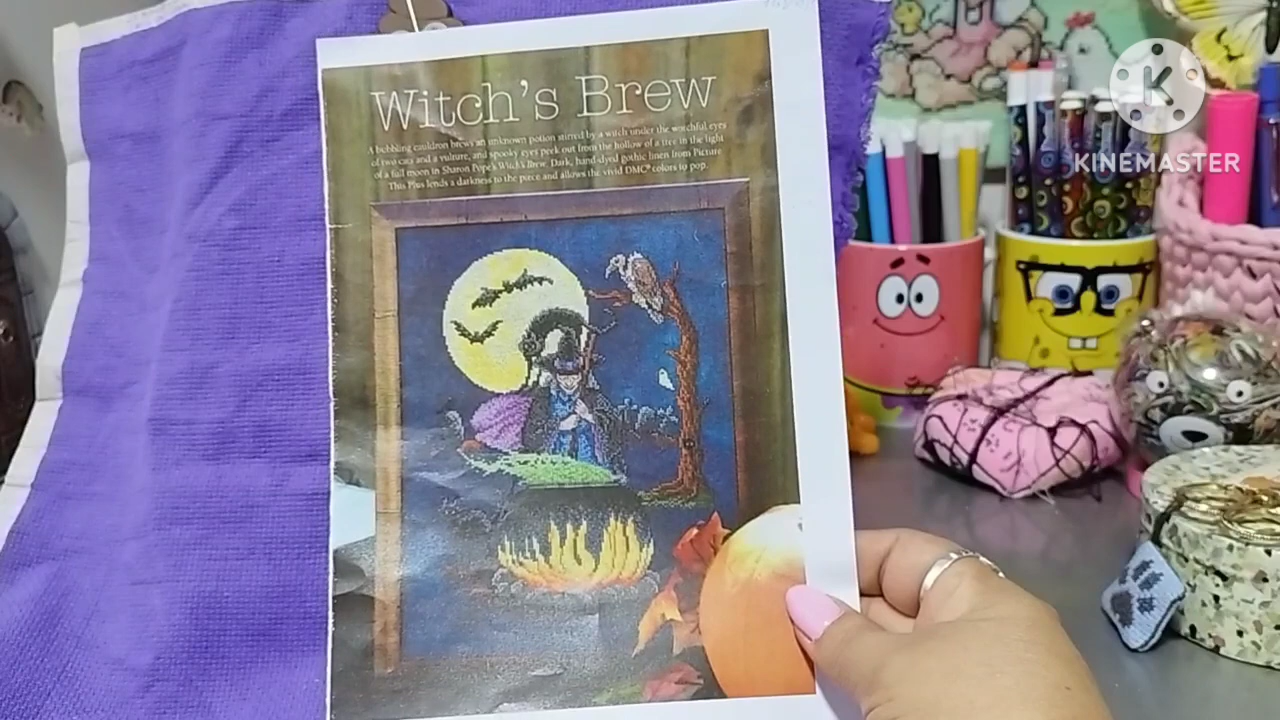 Witch's Brew
A bubbling cauldron brews an unknown potion stirred by a witch under the watchful eyes
of two cats and a vulture, and spooky eyes peek out from the hollow of a tree in the light
of a full moon in Sharon Pope's Witch's Brew. Dark, hand-dyed gothic linen from Picture
This Plus lends a darkness to the piece and allows the vivid DMC® colors to pop.
K
KINEMASTER